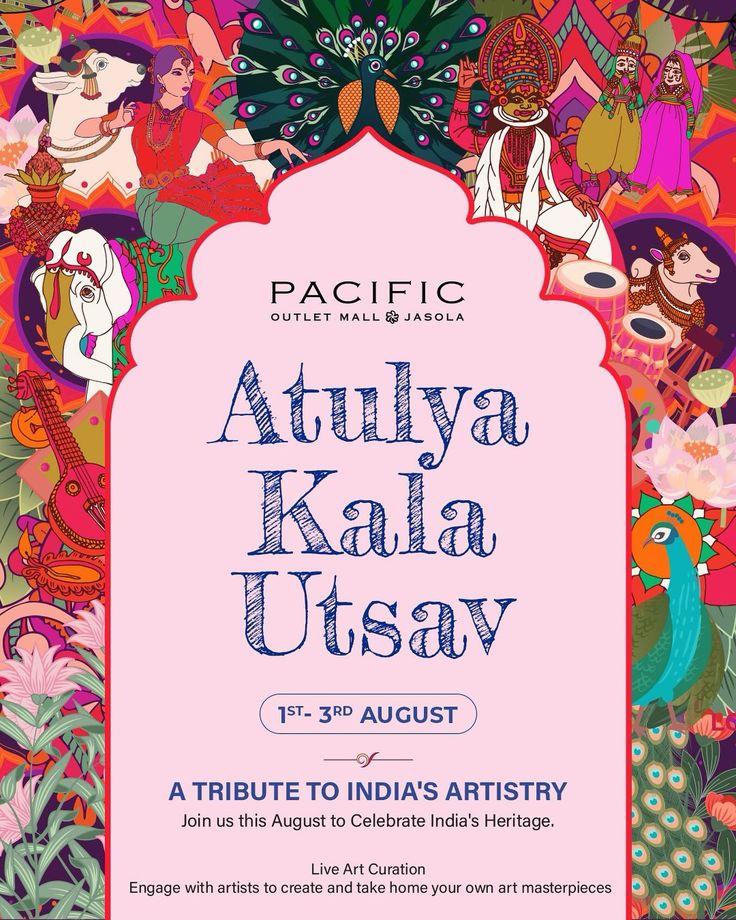 PACIFIC
OUTLET MALL JASOLA
Atulya
Kala
Utsav
1ST- 3RD AUGUST
A TRIBUTE TO INDIA'S ARTISTRY
Join us this August to Celebrate India's Heritage.
Live Art Curation
Engage with artists to create and take home your own art masterpieces